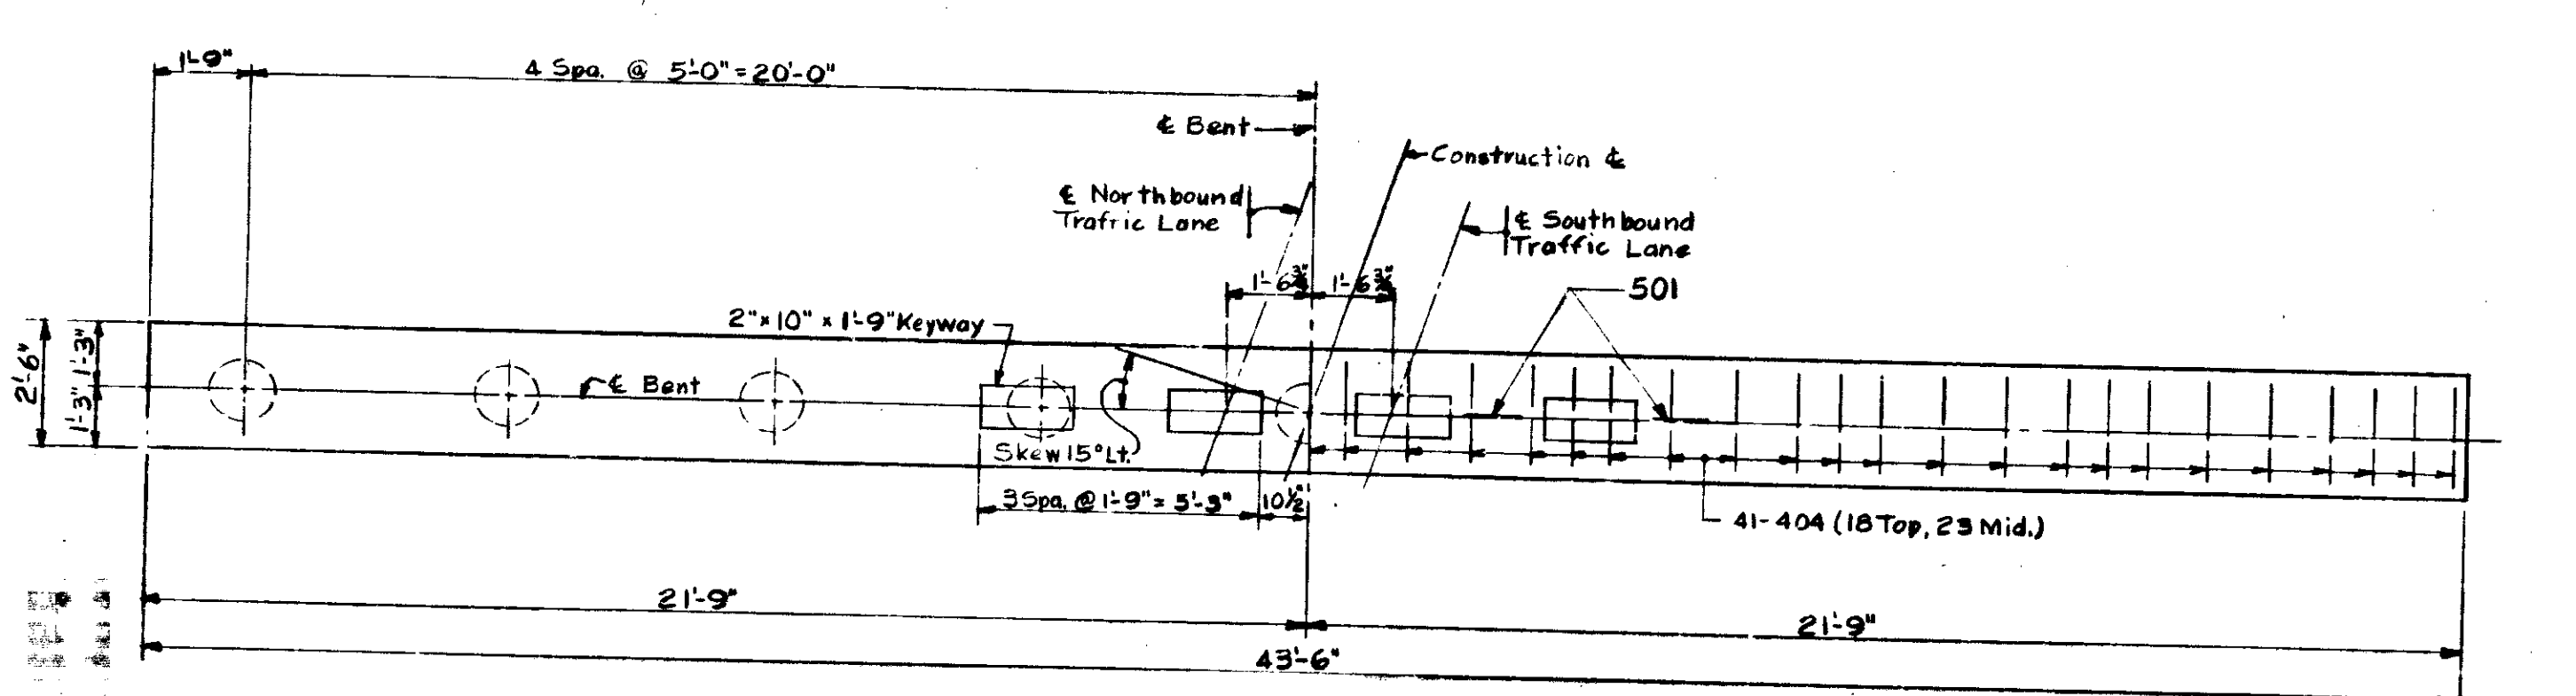 1'-9"
4 Spa. @ 5'-0" = 20'-0"
℄ Bent
Construction ℄
℄ Northbound
Traffic Lane
℄ Southbound
Traffic Lane
1'-6¾" 1'-6¾"
501
2" x 10" x 1'-9" Keyway
2'-6"
1'-3"
1'-3"
℄ Bent
Skew 15° Lt.
3 Spa. @ 1'-9" = 5'-3"
10½"
41-404 (18 Top, 23 Mid.)
21'-9"
21'-9"
43'-6"